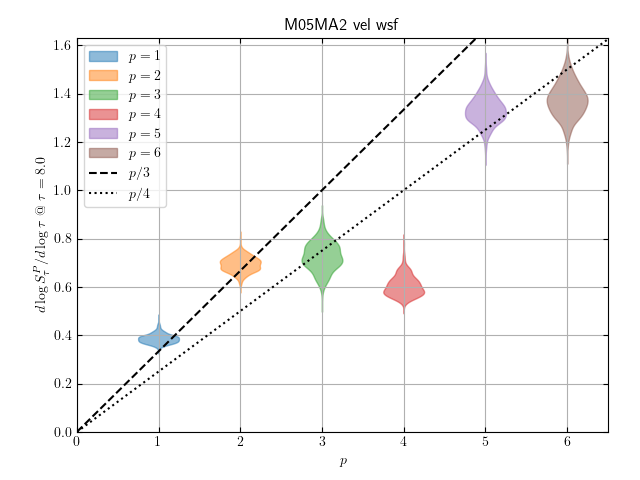 M05MA2 vel wsf
p = 1
p = 2
p = 3
p = 4
p = 5
p = 6
p/3
p/4
d log S_τ^P / d log τ @ τ = 8.0
1.6
1.4
1.2
1.0
0.8
0.6
0.4
0.2
0.0
0 1 2 3 4 5 6
p